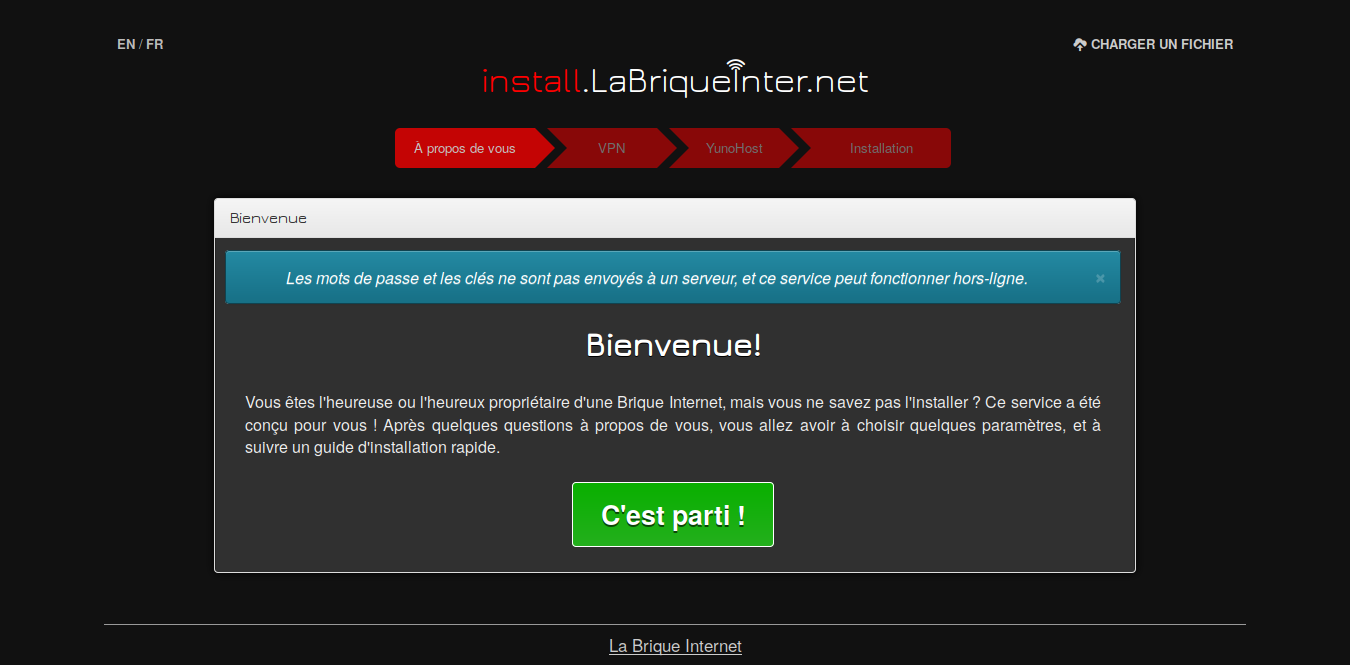 EN / FR
CHARGER UN FICHIER
install.LaBriqueInter.net
À propos de vous
VPN
YunoHost
Installation
Bienvenue
Les mots de passe et les clés ne sont pas envoyés à un serveur, et ce service peut fonctionner hors-ligne.
×
Bienvenue!
Vous êtes l'heureuse ou l'heureux propriétaire d'une Brique Internet, mais vous ne savez pas l'installer ? Ce service a été
conçu pour vous ! Après quelques questions à propos de vous, vous allez avoir à choisir quelques paramètres, et à
suivre un guide d'installation rapide.
C'est parti !
La Brique Internet